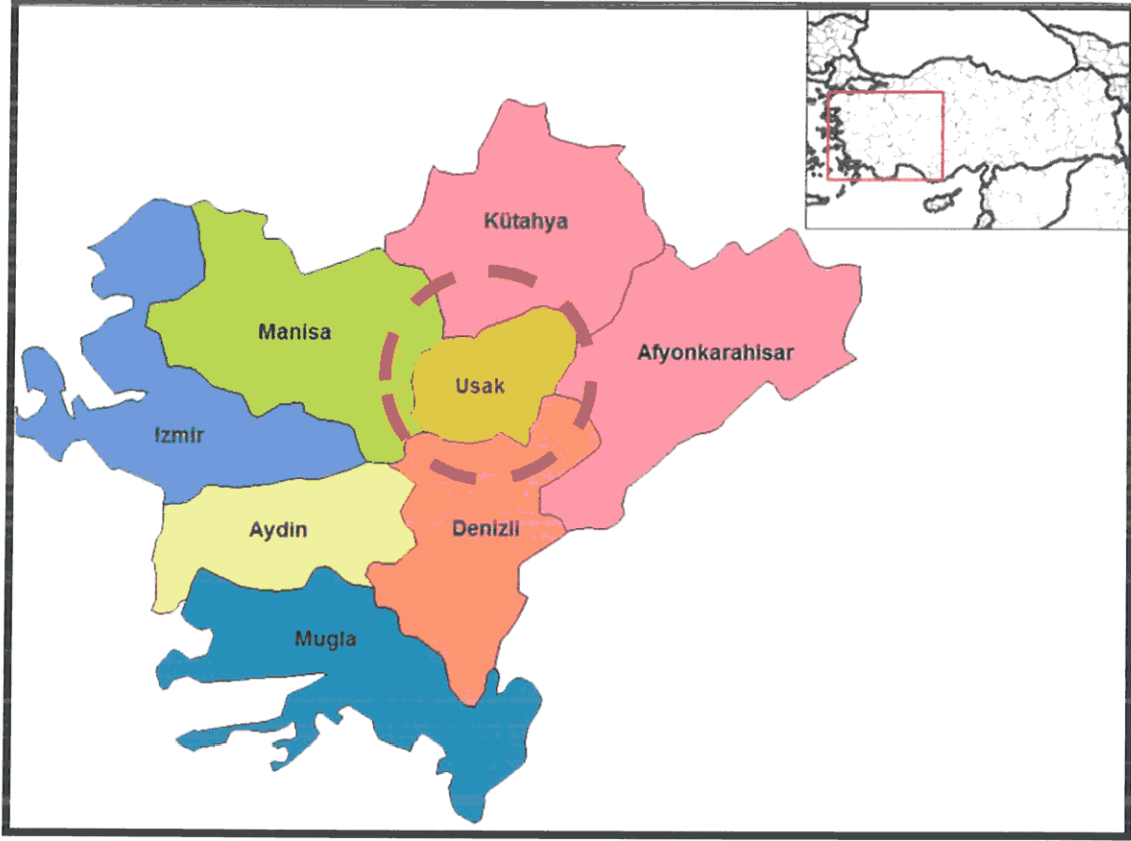 Kütahya
Manisa
Afyonkarahisar
Usak
Izmir
Aydin
Denizli
Mugla